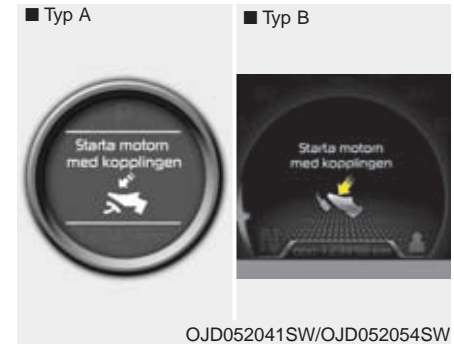 ■ Typ A
■ Typ B
Starta motorn
med kopplingen
Starta motorn
med kopplingen
OJD052041SW/OJD052054SW